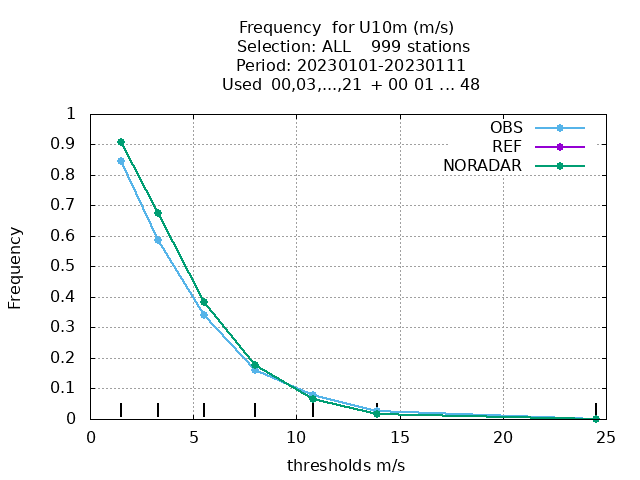 Frequency  for U10m (m/s)
Selection: ALL    999 stations
Period: 20230101-20230111
Used  00,03,...,21  + 00 01 ... 48
OBS
REF
NORADAR
1
0.9
0.8
0.7
0.6
0.5
0.4
0.3
0.2
0.1
0
Frequency
0 5 10 15 20 25
thresholds m/s